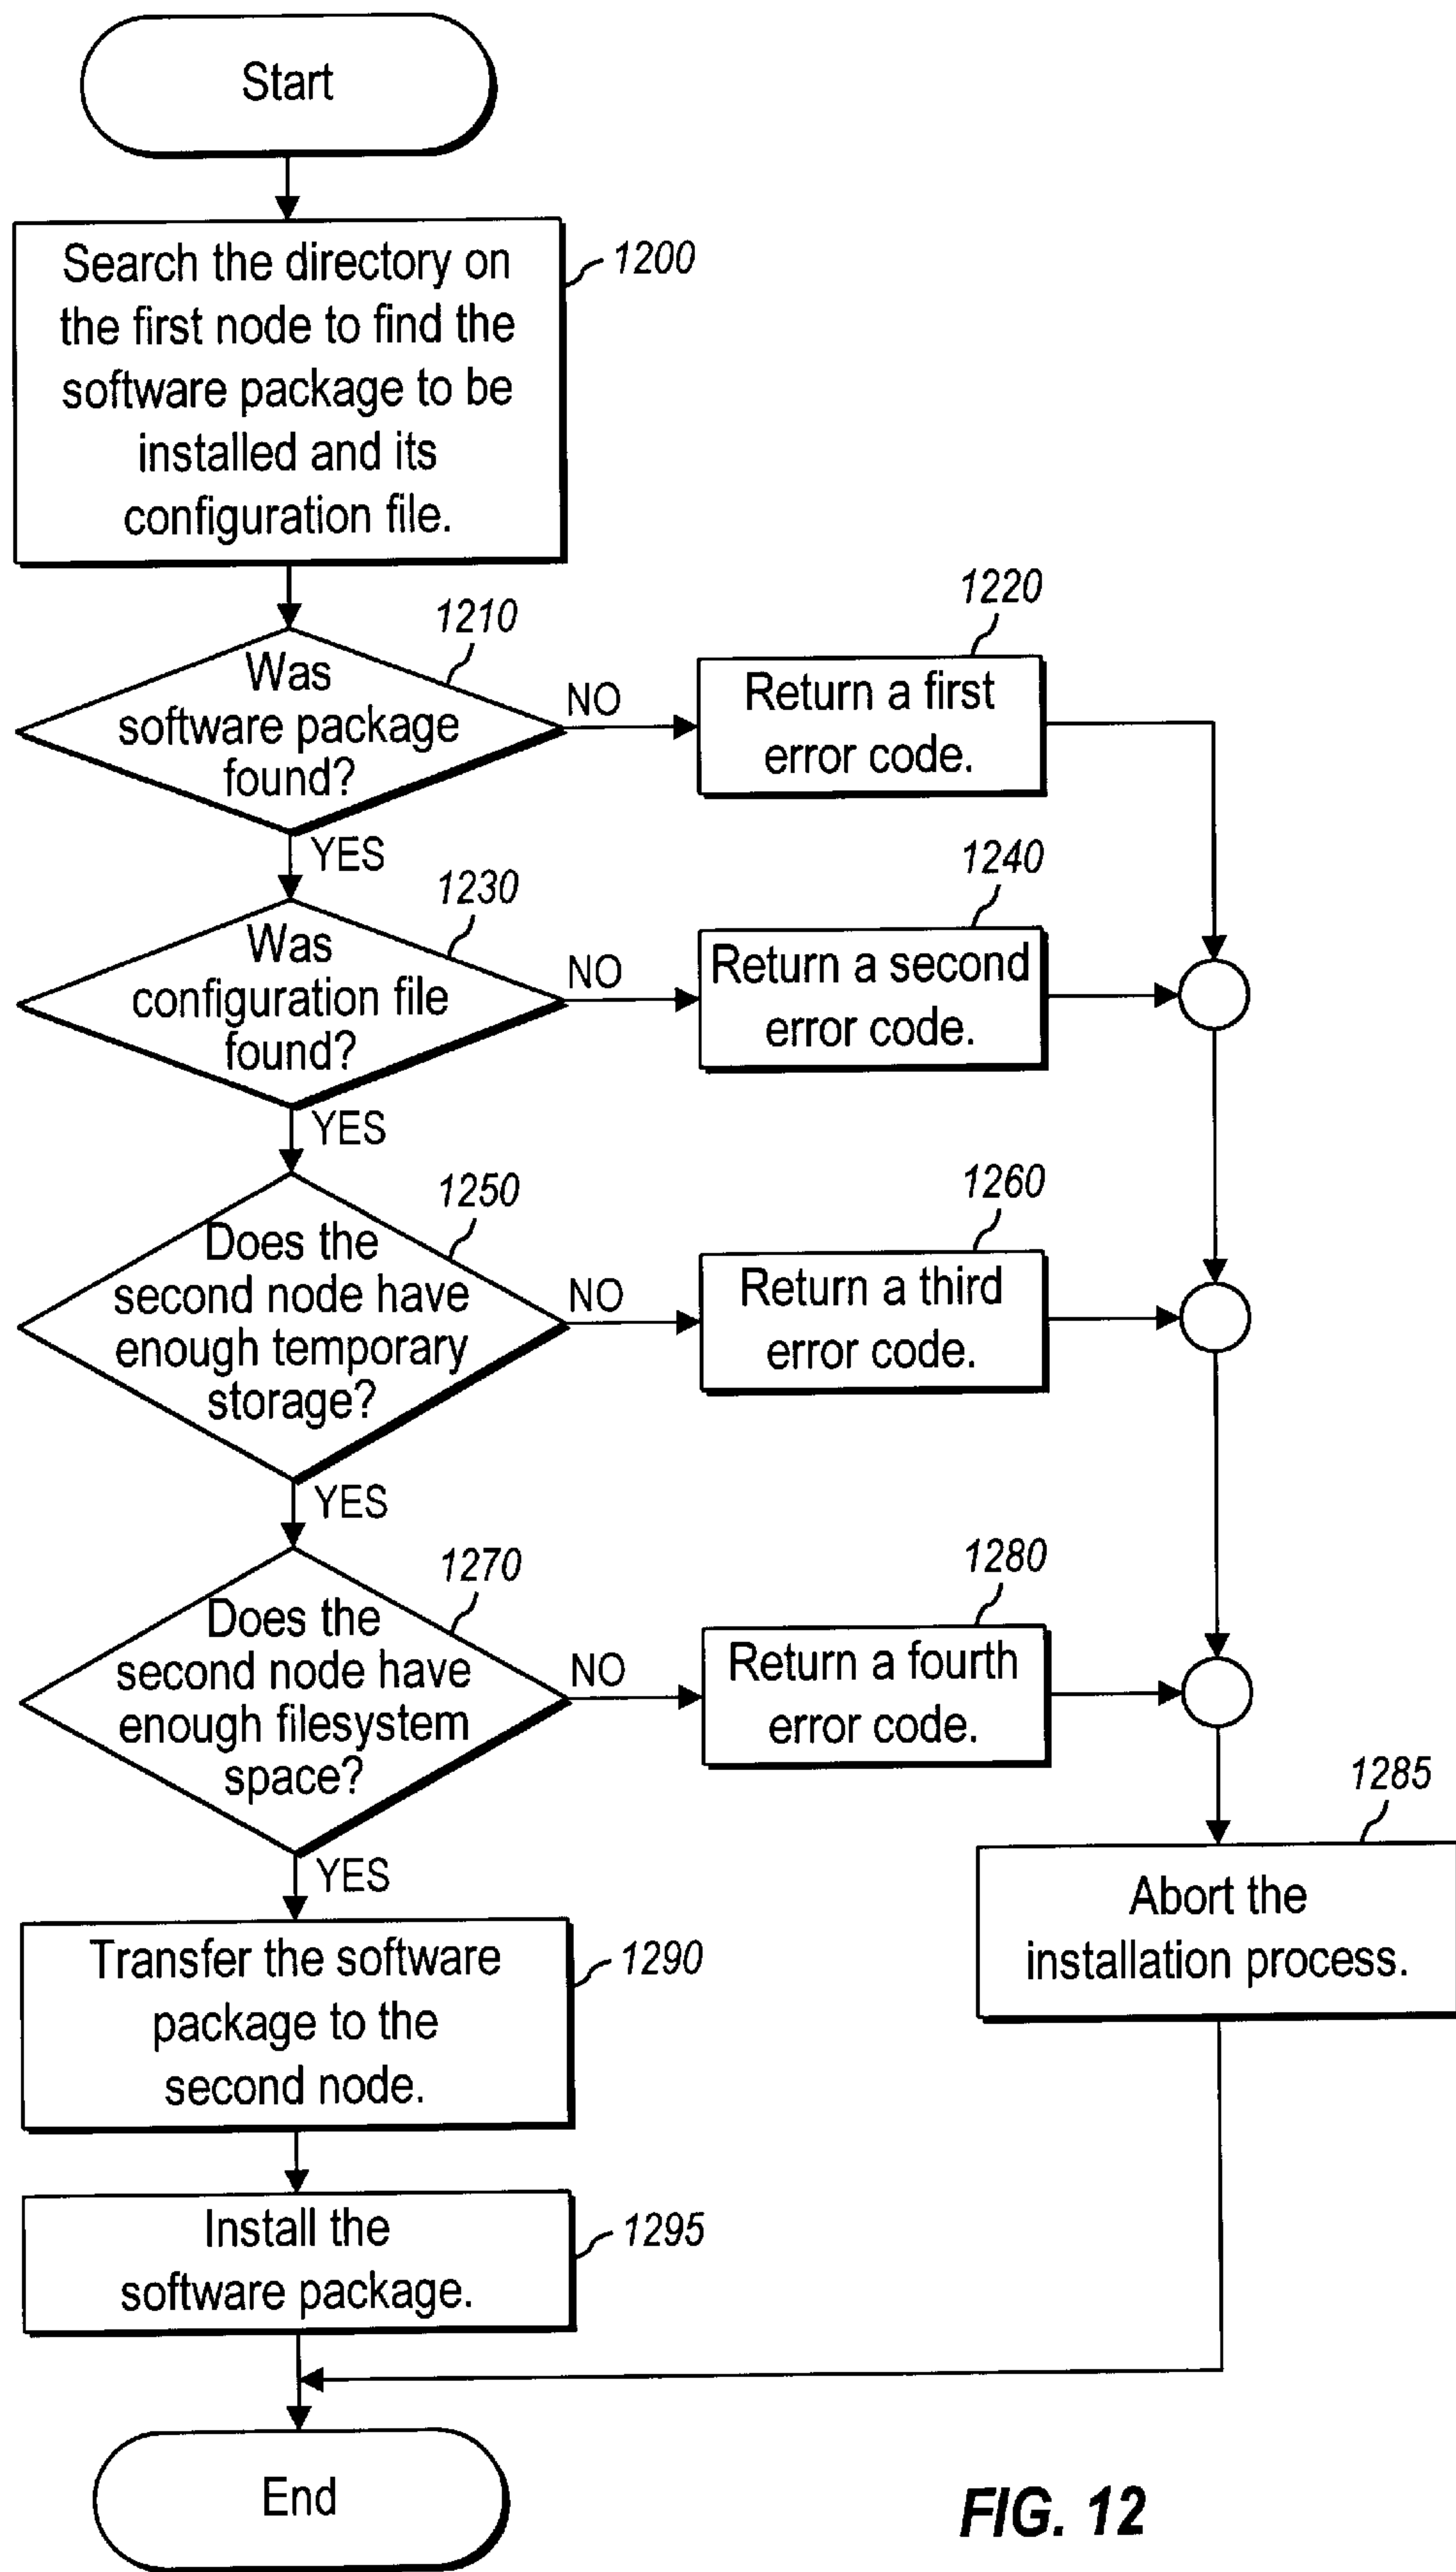 Start
Search the directory on
the first node to find the
software package to be
installed and its
configuration file.
1200
Was
software package
found?
1210
NO
YES
Return a first
error code.
1220
Was
configuration file
found?
1230
NO
YES
Return a second
error code.
1240
Does the
second node have
enough temporary
storage?
1250
NO
YES
Return a third
error code.
1260
Does the
second node have
enough filesystem
space?
1270
NO
YES
Return a fourth
error code.
1280
Abort the
installation process.
1285
Transfer the software
package to the
second node.
1290
Install the
software package.
1295
End
FIG. 12